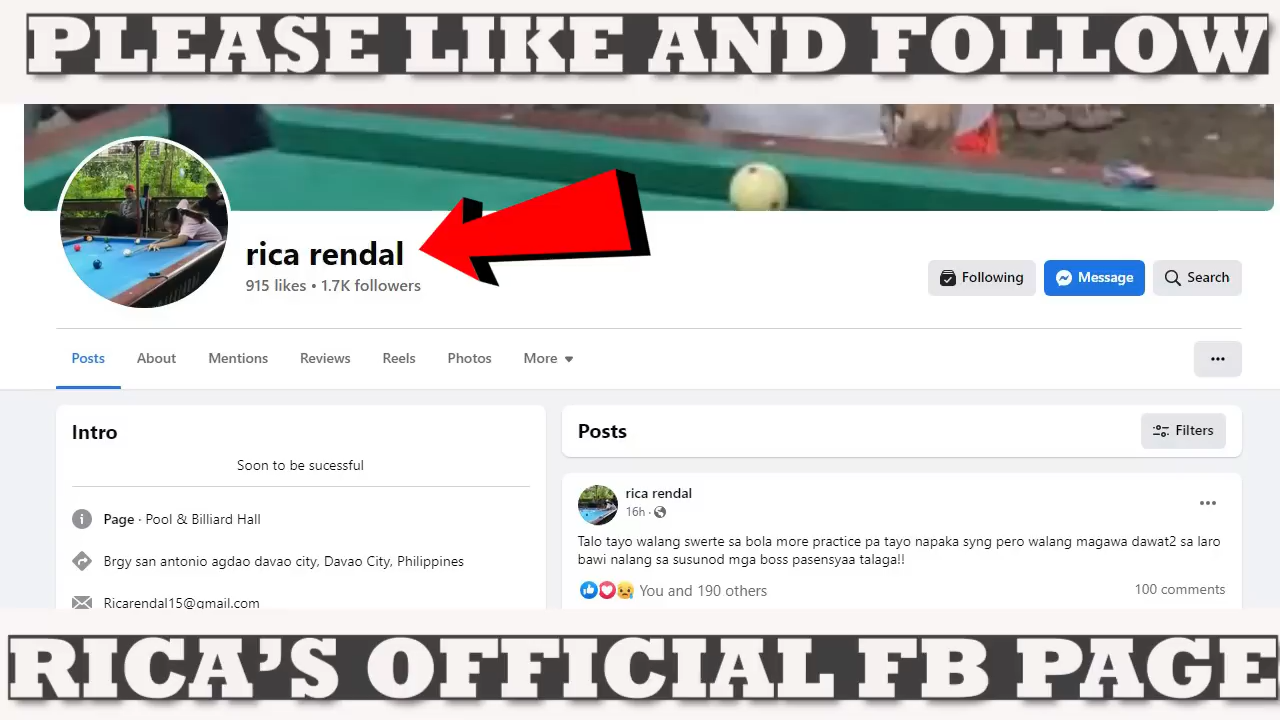 PLEASE LIKE AND FOLLOW
rica rendal
915 likes • 1.7K followers
Following
Message
Search
Posts
About
Mentions
Reviews
Reels
Photos
More
Intro
Soon to be sucessful
Page · Pool & Billiard Hall
Brgy san antonio agdao davao city, Davao City, Philippines
Ricarendal15@gmail.com
Posts
Filters
rica rendal
16h ·
Talo tayo walang swerte sa bola more practice pa tayo napaka syng pero walang magawa dawat2 sa laro
bawi nalang sa susunod mga boss pasensyaa talaga!!
You and 190 others
100 comments
RICA'S OFFICIAL FB PAGE